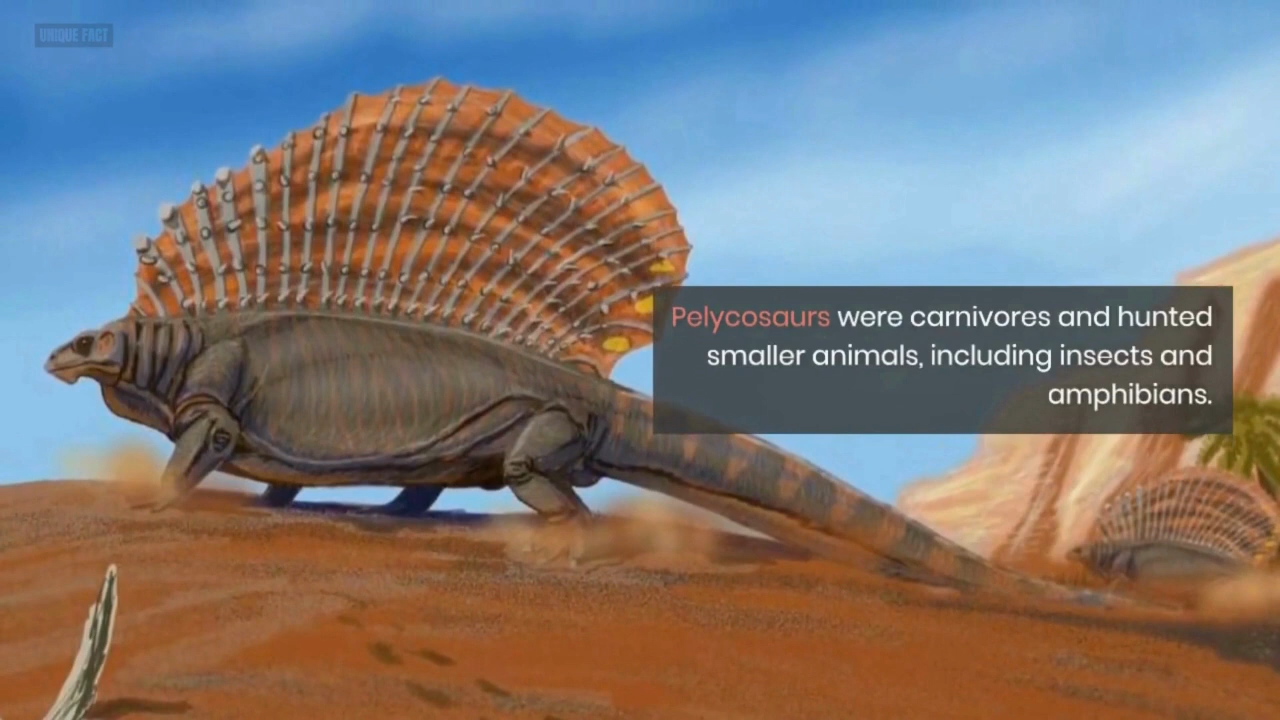 UNIQUE FACT
Pelycosaurs were carnivores and hunted
smaller animals, including insects and
amphibians.